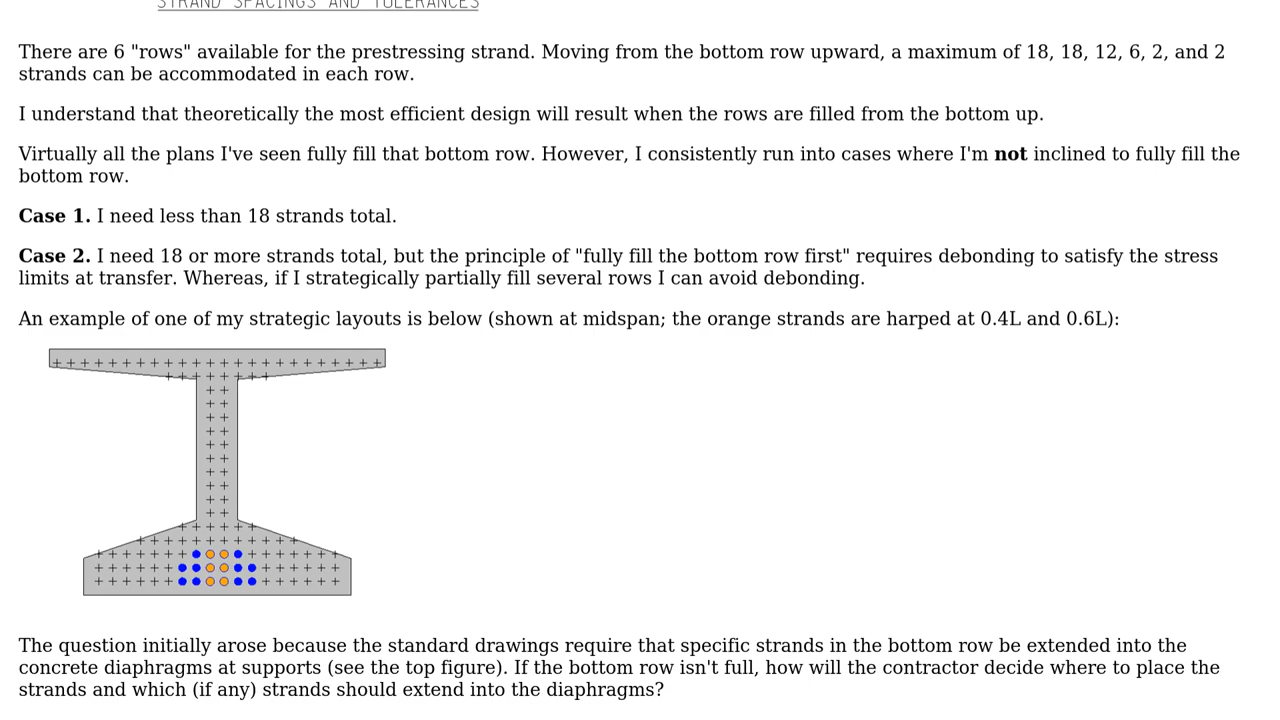 STRAND SPACINGS AND TOLERANCES
There are 6 "rows" available for the prestressing strand. Moving from the bottom row upward, a maximum of 18, 18, 12, 6, 2, and 2
strands can be accommodated in each row.
I understand that theoretically the most efficient design will result when the rows are filled from the bottom up.
Virtually all the plans I've seen fully fill that bottom row. However, I consistently run into cases where I'm not inclined to fully fill the
bottom row.
Case 1. I need less than 18 strands total.
Case 2. I need 18 or more strands total, but the principle of "fully fill the bottom row first" requires debonding to satisfy the stress
limits at transfer. Whereas, if I strategically partially fill several rows I can avoid debonding.
An example of one of my strategic layouts is below (shown at midspan; the orange strands are harped at 0.4L and 0.6L):
The question initially arose because the standard drawings require that specific strands in the bottom row be extended into the
concrete diaphragms at supports (see the top figure). If the bottom row isn't full, how will the contractor decide where to place the
strands and which (if any) strands should extend into the diaphragms?